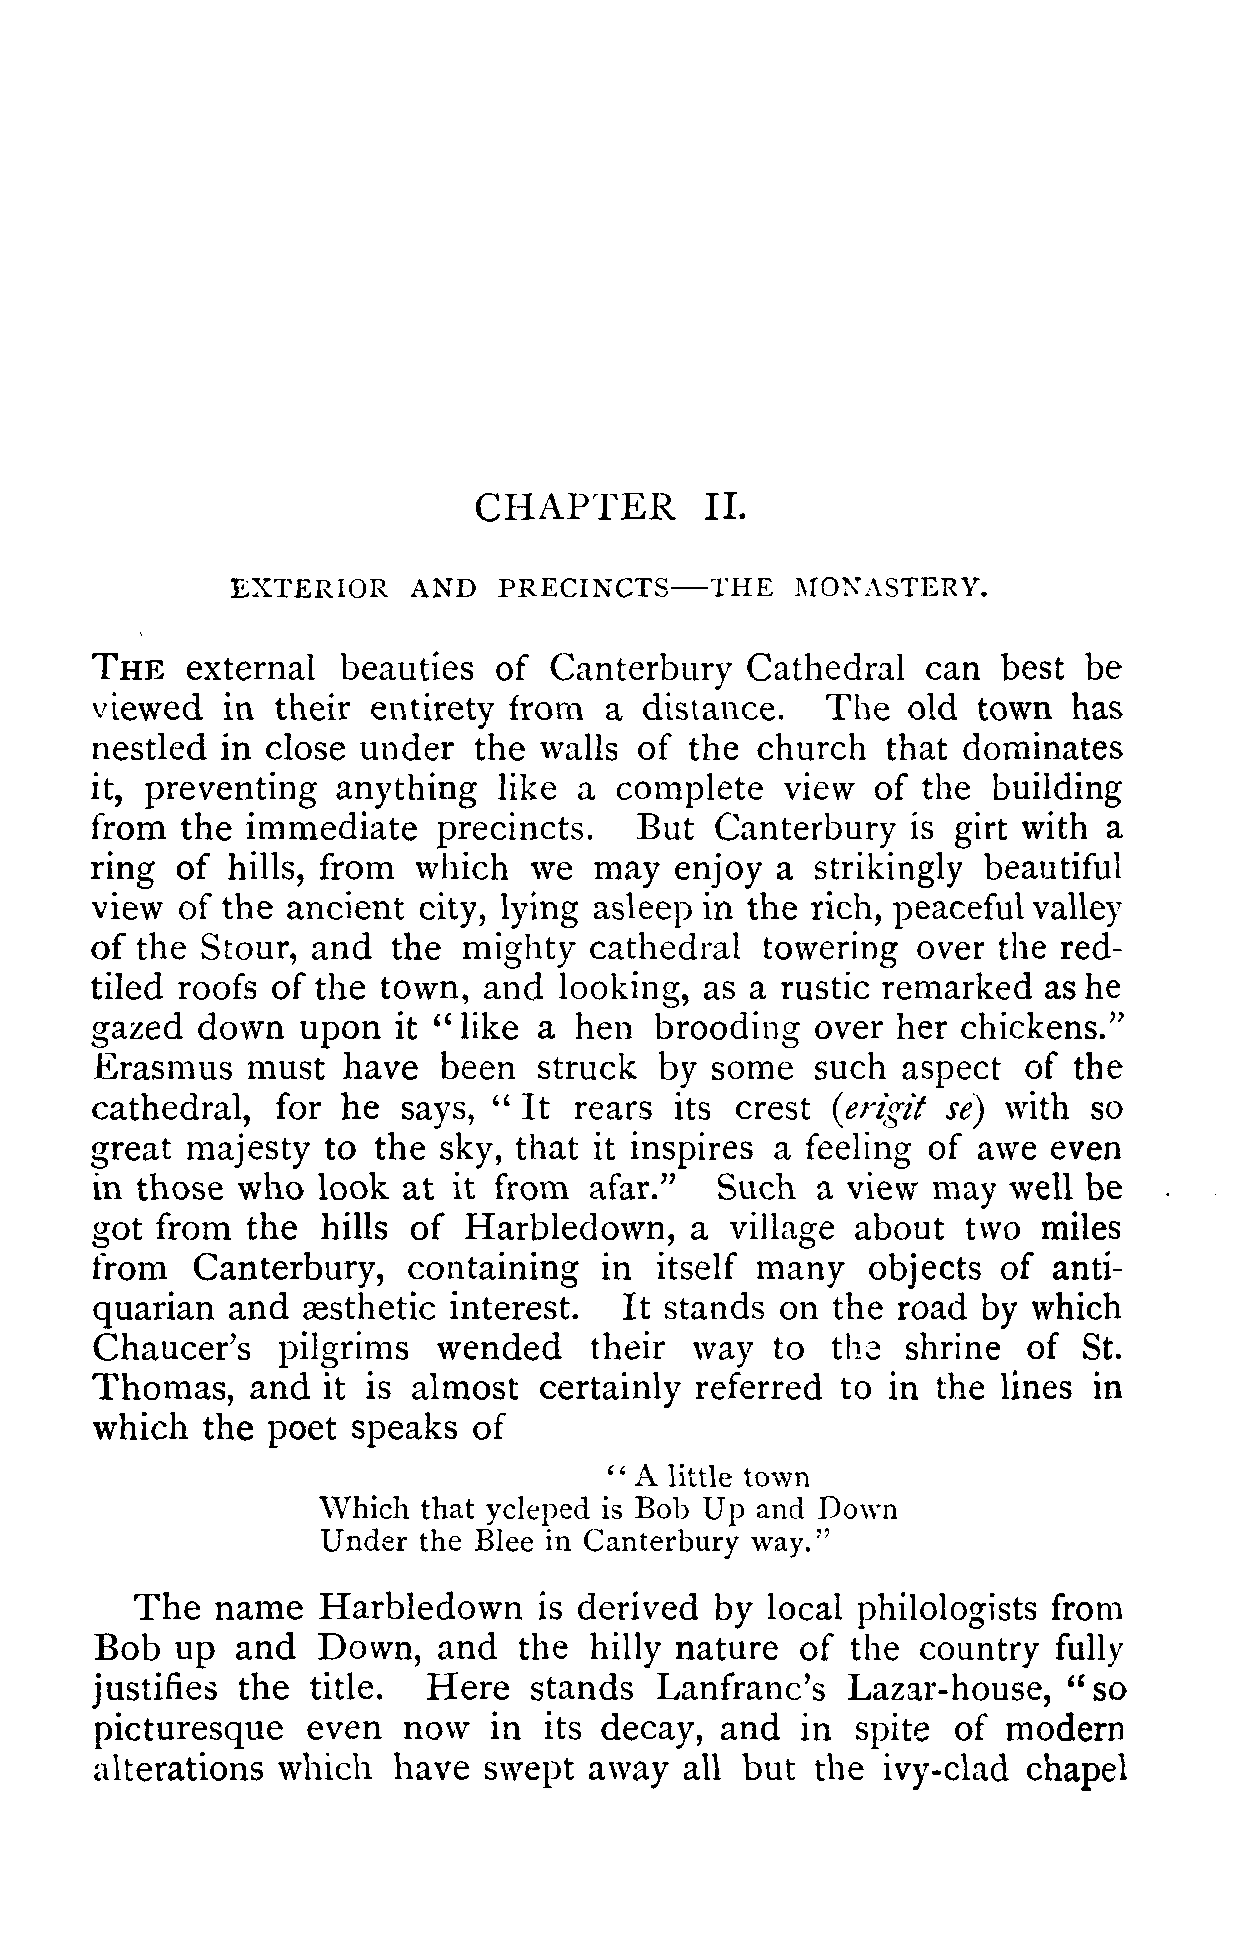 CHAPTER II.
EXTERIOR AND PRECINCTS—THE MONASTERY.
THE external beauties of Canterbury Cathedral can best be
viewed in their entirety from a distance. The old town has
nestled in close under the walls of the church that dominates
it, preventing anything like a complete view of the building
from the immediate precincts. But Canterbury is girt with a
ring of hills, from which we may enjoy a strikingly beautiful
view of the ancient city, lying asleep in the rich, peaceful valley
of the Stour, and the mighty cathedral towering over the red-
tiled roofs of the town, and looking, as a rustic remarked as he
gazed down upon it “like a hen brooding over her chickens.”
Erasmus must have been struck by some such aspect of the
cathedral, for he says, “It rears its crest (erigit se) with so
great majesty to the sky, that it inspires a feeling of awe even
in those who look at it from afar.” Such a view may well be
got from the hills of Harbledown, a village about two miles
from Canterbury, containing in itself many objects of anti-
quarian and æsthetic interest. It stands on the road by which
Chaucer’s pilgrims wended their way to the shrine of St.
Thomas, and it is almost certainly referred to in the lines in
which the poet speaks of
“A little town
Which that ycleped is Bob Up and Down
Under the Blee in Canterbury way.”
The name Harbledown is derived by local philologists from
Bob up and Down, and the hilly nature of the country fully
justifies the title. Here stands Lanfranc’s Lazar-house, “so
picturesque even now in its decay, and in spite of modern
alterations which have swept away all but the ivy-clad chapel